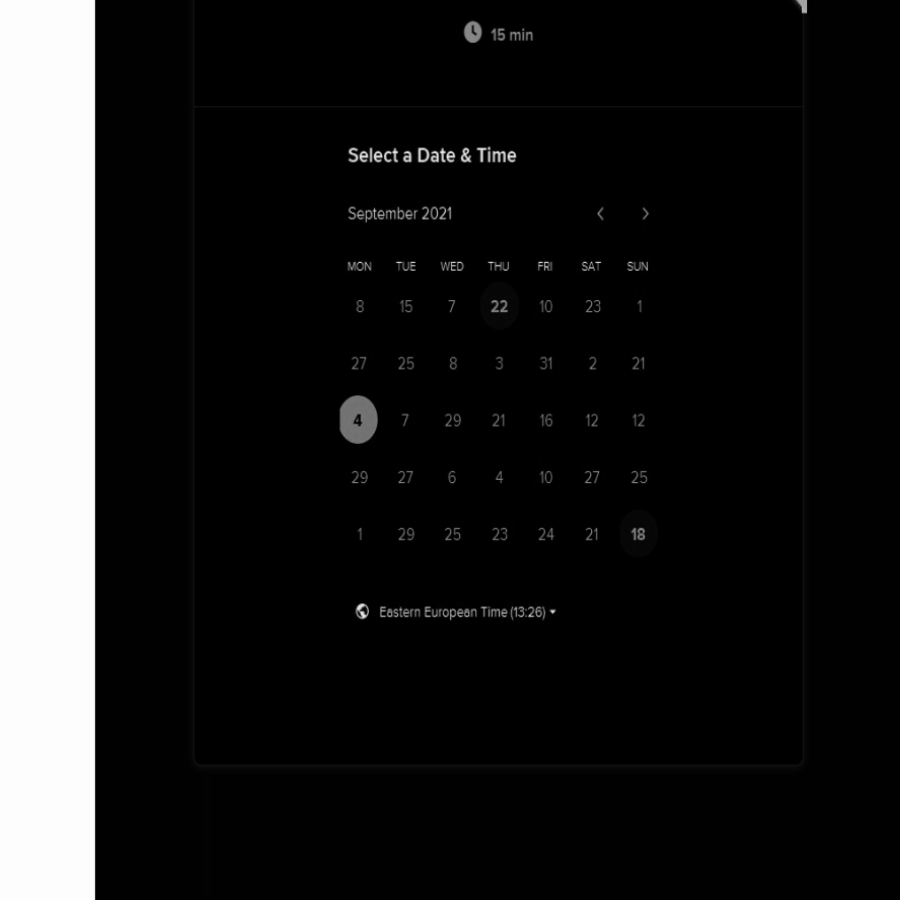 15 min
Select a Date & Time
September 2021
MON TUE WED THU FRI SAT SUN
8 15 7 22 10 23 1
27 25 8 3 31 2 21
4 7 29 21 16 12 12
29 27 6 4 10 27 25
1 29 25 23 24 21 18
Eastern European Time (13:26)